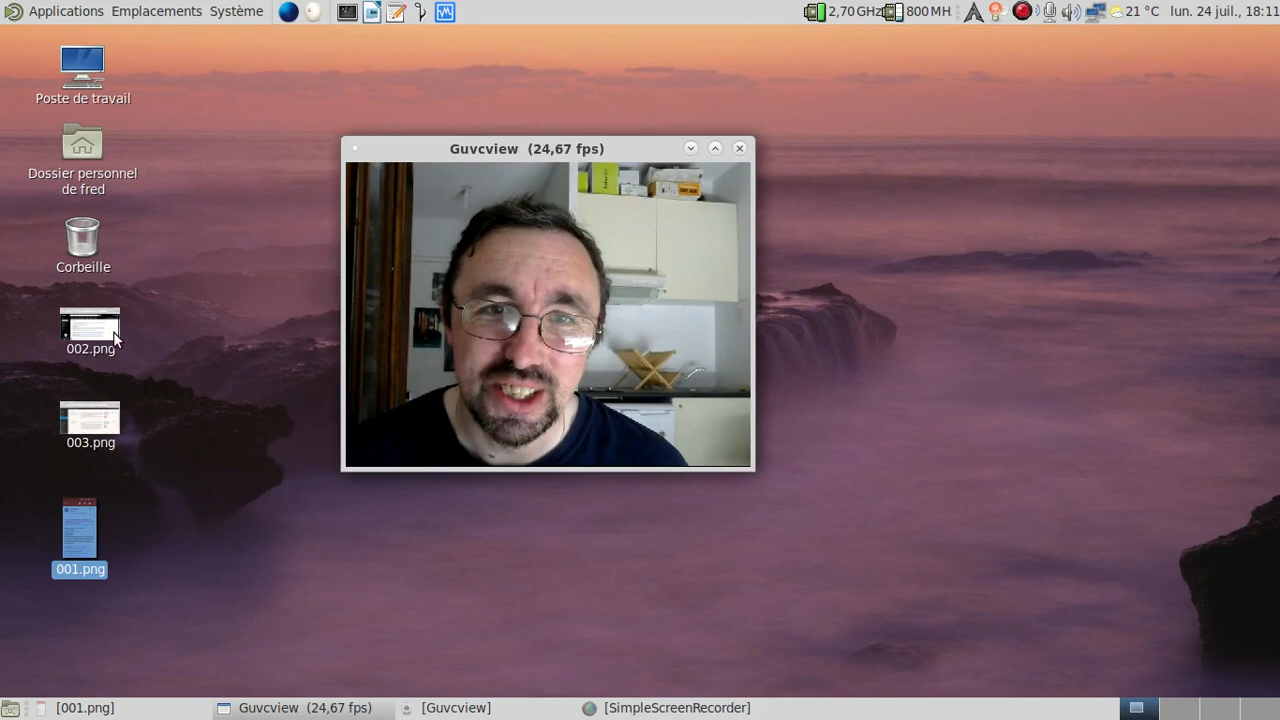 Applications Emplacements Système 2,70 GHz 800 MH 21 °C lun. 24 juil., 18:11
Poste de travail
Dossier personnel
de fred
Corbeille
002.png
003.png
001.png
Guvcview (24,67 fps)
[001.png] Guvcview (24,67 fps) [Guvcview] [SimpleScreenRecorder]